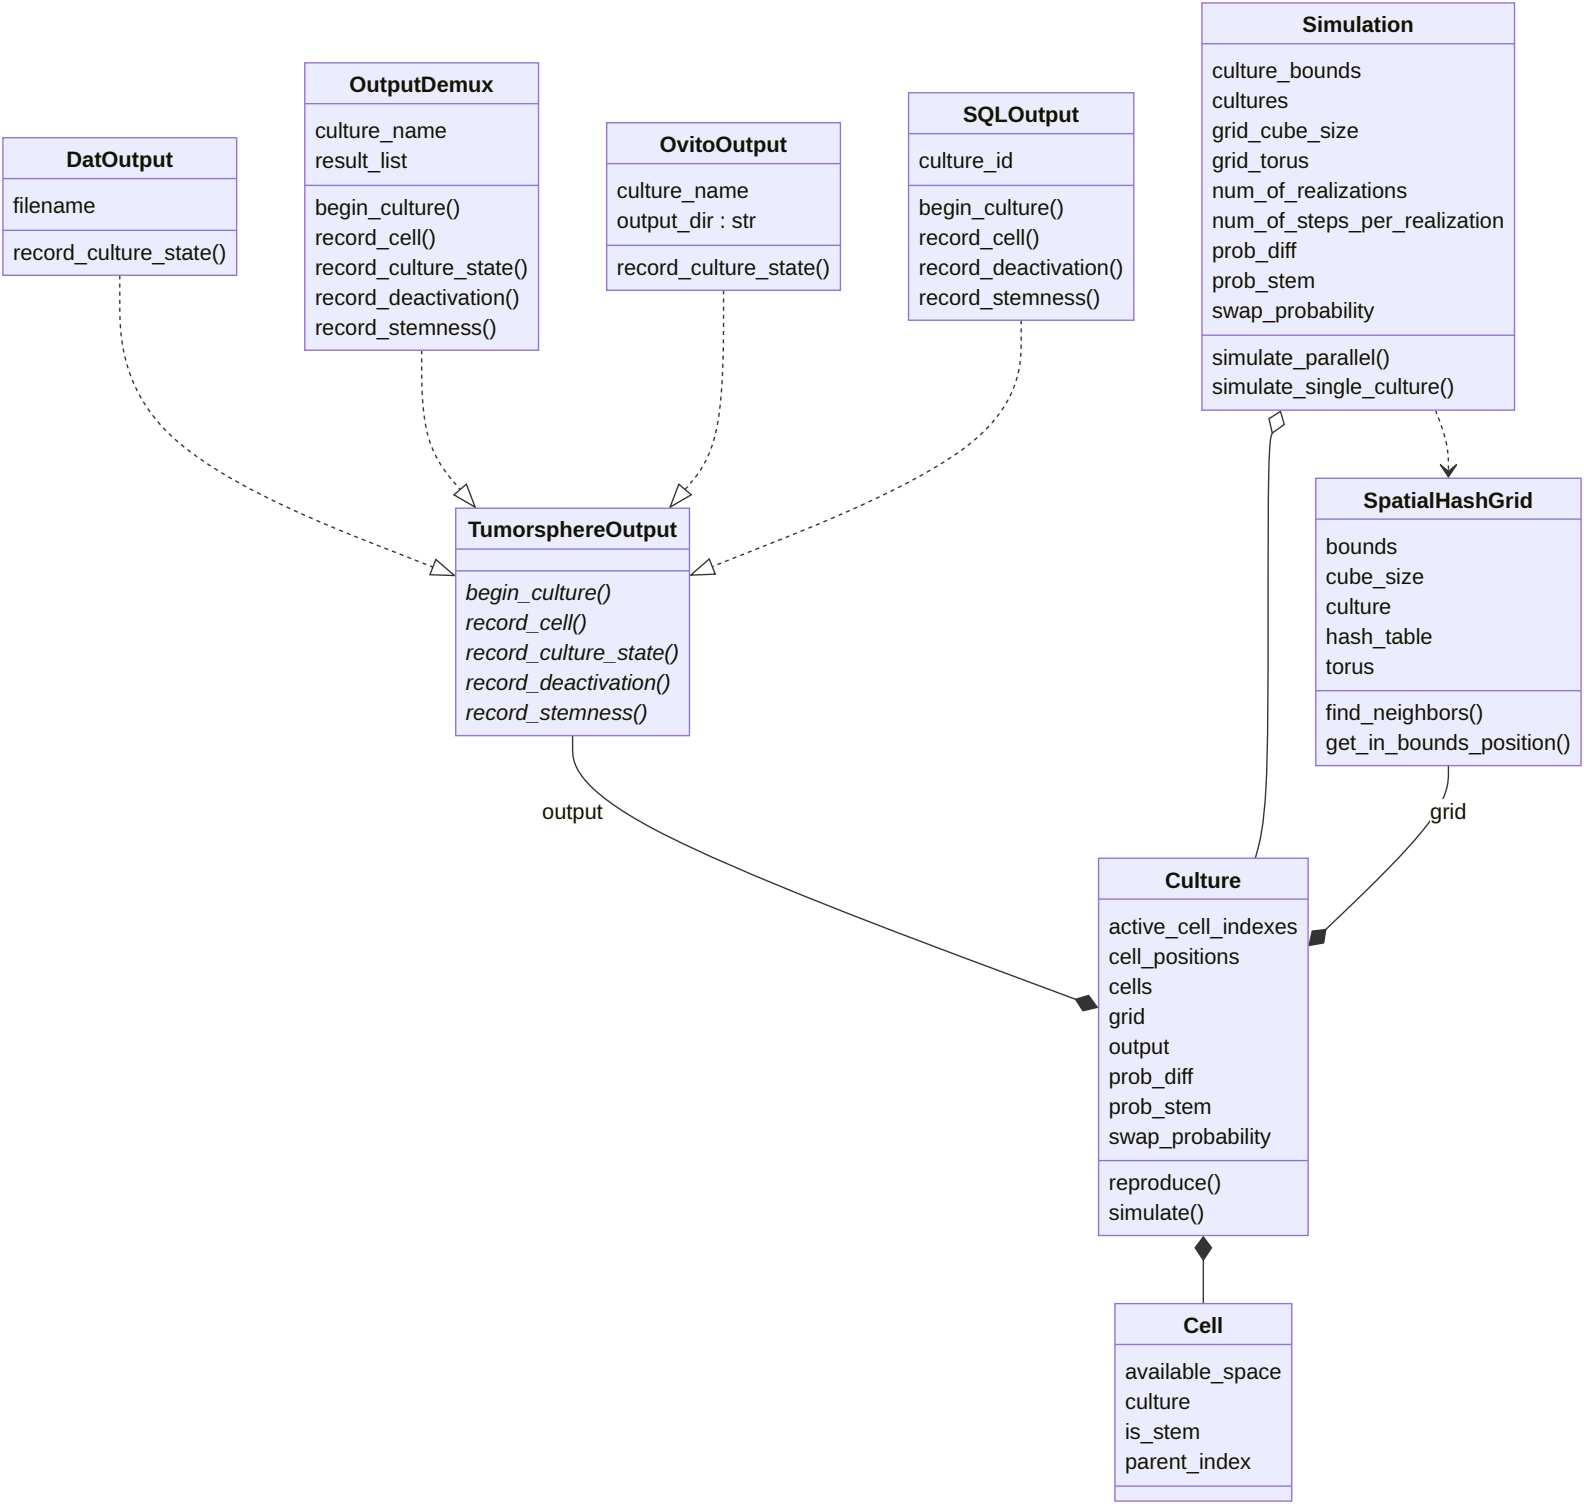 Simulation
culture_bounds
cultures
grid_cube_size
grid_torus
num_of_realizations
num_of_steps_per_realization
prob_diff
prob_stem
swap_probability
simulate_parallel()
simulate_single_culture()
OutputDemux
culture_name
result_list
begin_culture()
record_cell()
record_culture_state()
record_deactivation()
record_stemness()
SQLOutput
culture_id
begin_culture()
record_cell()
record_deactivation()
record_stemness()
OvitoOutput
culture_name
output_dir : str
record_culture_state()
DatOutput
filename
record_culture_state()
SpatialHashGrid
bounds
cube_size
culture
hash_table
torus
find_neighbors()
get_in_bounds_position()
TumorsphereOutput
begin_culture()
record_cell()
record_culture_state()
record_deactivation()
record_stemness()
output
grid
Culture
active_cell_indexes
cell_positions
cells
grid
output
prob_diff
prob_stem
swap_probability
reproduce()
simulate()
Cell
available_space
culture
is_stem
parent_index